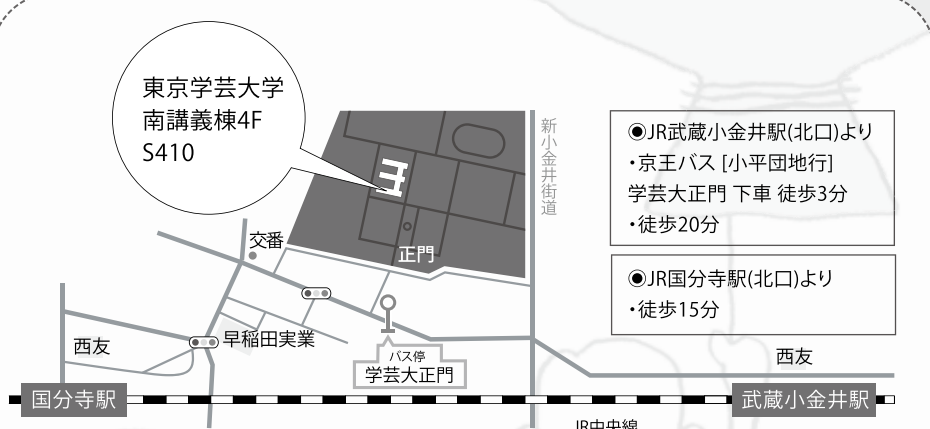 東京学芸大学
南講義棟4F
S410
新小金井街道
◉JR武蔵小金井駅(北口)より
・京王バス [小平団地行]
学芸大正門 下車 徒歩3分
・徒歩20分
交番
正門
◉JR国分寺駅(北口)より
・徒歩15分
早稲田実業
西友
バス停
学芸大正門
西友
国分寺駅
武蔵小金井駅
JR中央線